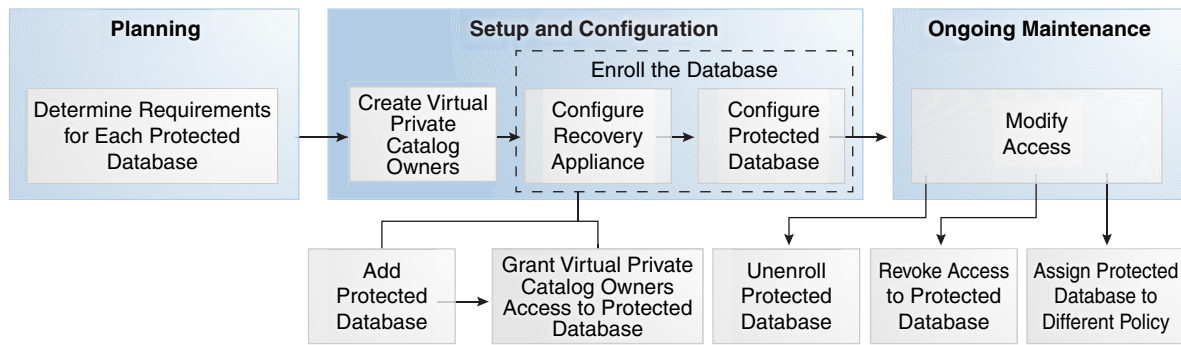 Planning
Determine Requirements
for Each Protected
Database
Setup and Configuration
Create Virtual
Private
Catalog
Owners
Enroll the Database
Configure
Recovery
Appliance
Configure
Protected
Database
Ongoing Maintenance
Modify
Access
Add
Protected
Database
Grant Virtual Private
Catalog Owners
Access to Protected
Database
Unenroll
Protected
Database
Revoke Access
to Protected
Database
Assign Protected
Database to
Different Policy